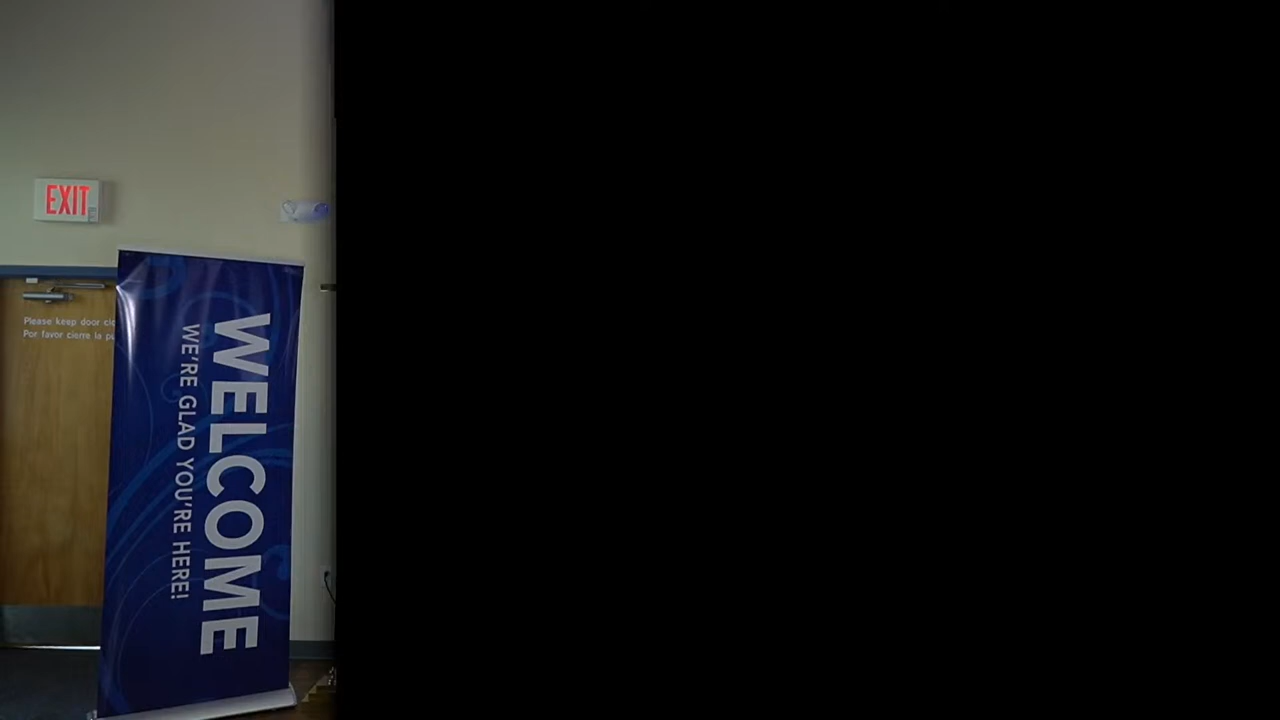 EXIT
Please keep door
Por favor cierre la
WELCOME
WE'RE GLAD YOU'RE HERE!